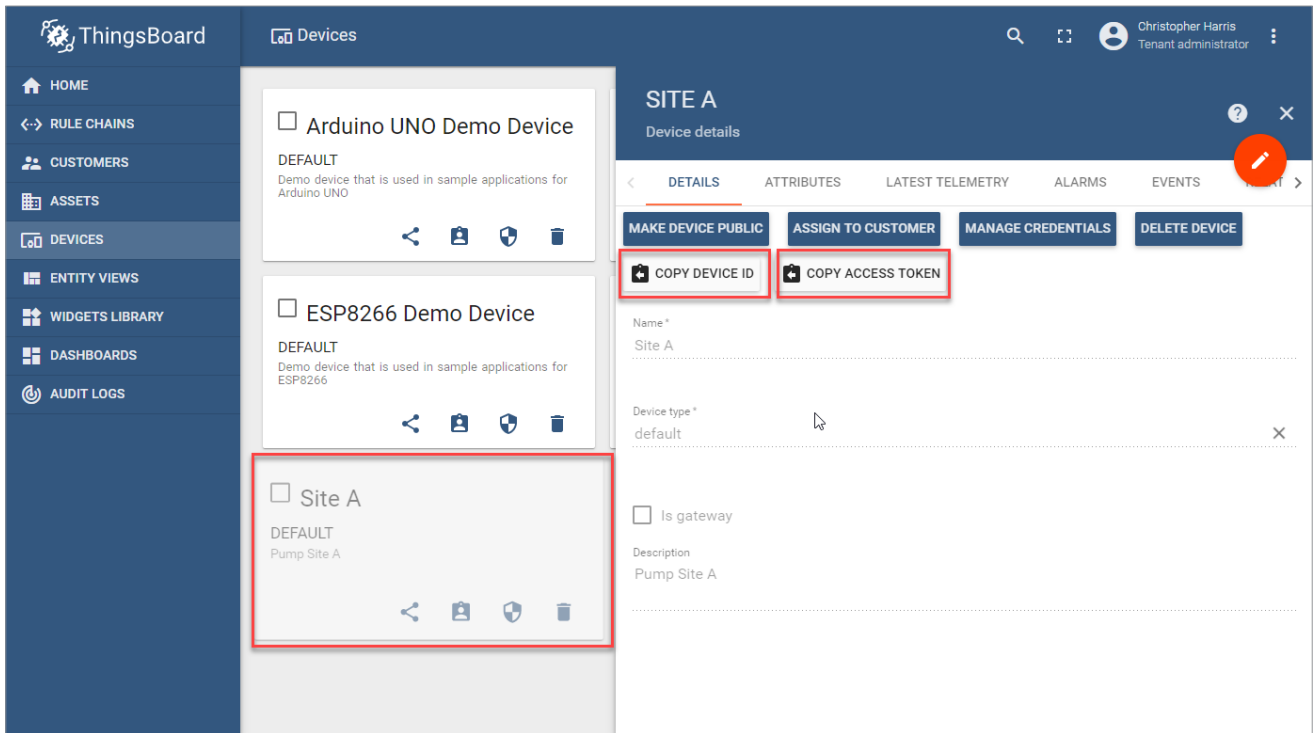 ThingsBoard
Devices
Christopher Harris
Tenant administrator
HOME
RULE CHAINS
CUSTOMERS
ASSETS
DEVICES
ENTITY VIEWS
WIDGETS LIBRARY
DASHBOARDS
AUDIT LOGS
Arduino UNO Demo Device
DEFAULT
Demo device that is used in sample applications for
Arduino UNO
ESP8266 Demo Device
DEFAULT
Demo device that is used in sample applications for
ESP8266
Site A
DEFAULT
Pump Site A
SITE A
Device details
DETAILS ATTRIBUTES LATEST TELEMETRY ALARMS EVENTS
MAKE DEVICE PUBLIC ASSIGN TO CUSTOMER MANAGE CREDENTIALS DELETE DEVICE
COPY DEVICE ID COPY ACCESS TOKEN
Name *
Site A
Device type *
default
Is gateway
Description
Pump Site A